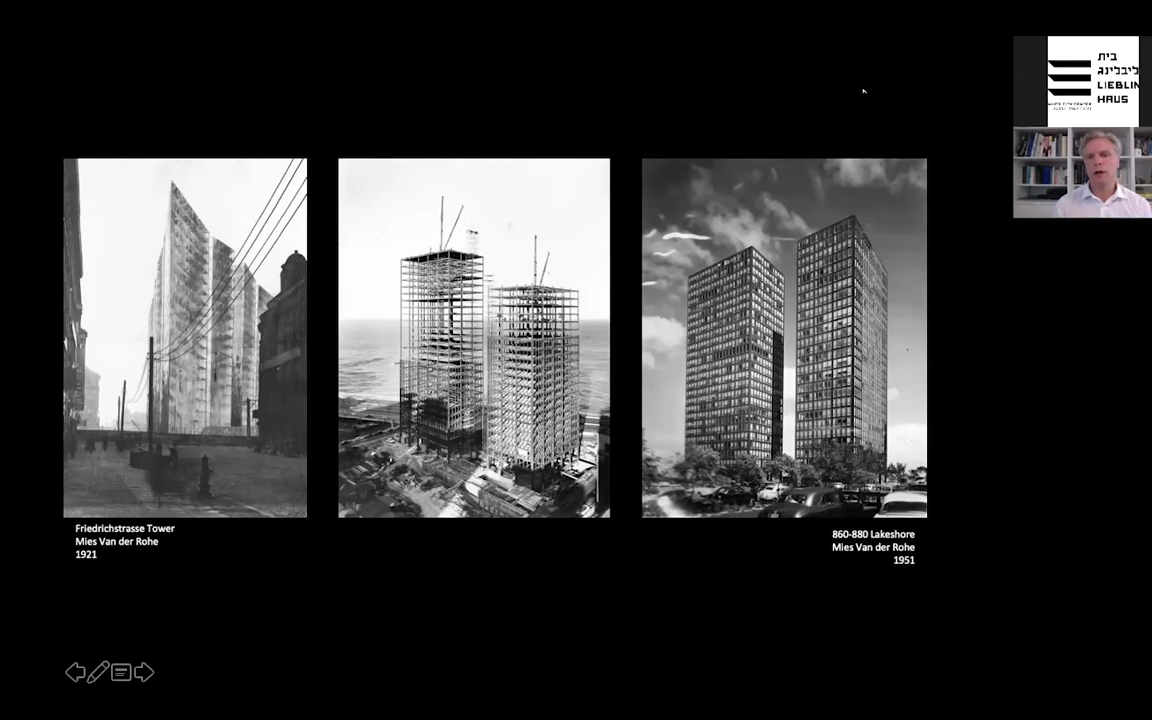 בית
ליבלינג
LIEBLIN
HAUS
Friedrichstrasse Tower
Mies Van der Rohe
1921
860-880 Lakeshore
Mies Van der Rohe
1951